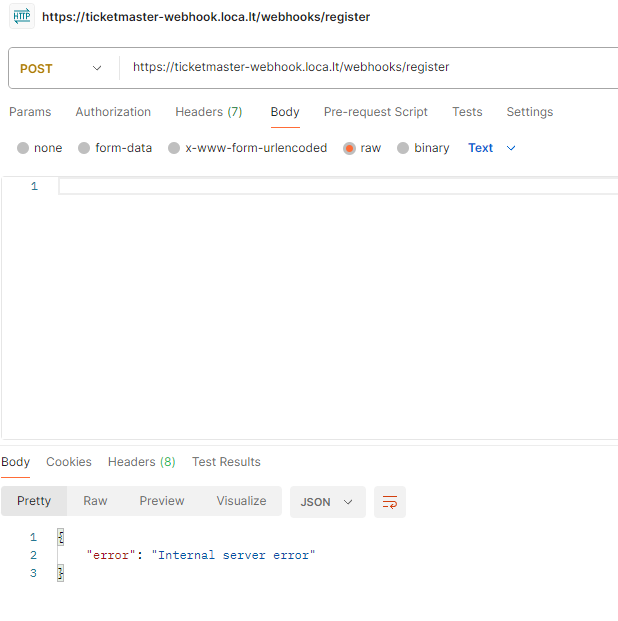 HTTP https://ticketmaster-webhook.loca.lt/webhooks/register
POST https://ticketmaster-webhook.loca.lt/webhooks/register
Params Authorization Headers (7) Body Pre-request Script Tests Settings
none form-data x-www-form-urlencoded raw binary Text
1
Body Cookies Headers (8) Test Results
Pretty Raw Preview Visualize JSON
1 {
2 "error": "Internal server error"
3 }